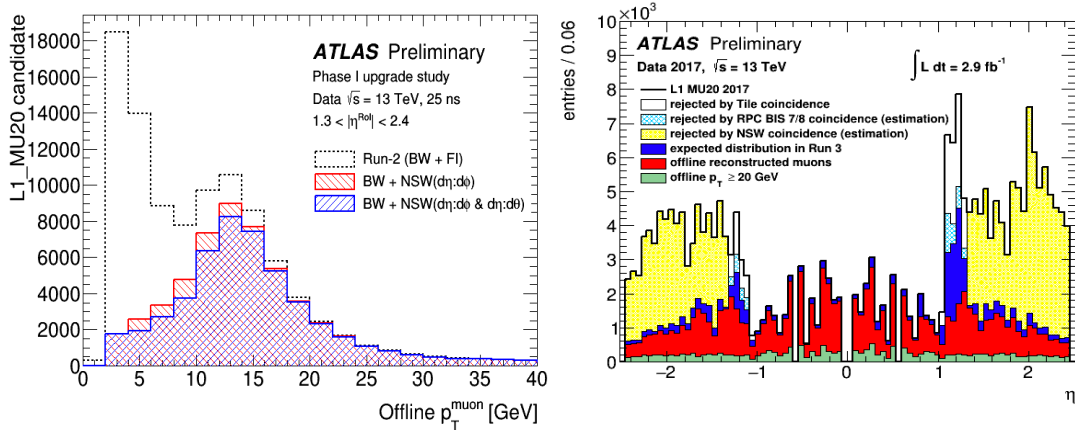 L1_MU20 candidate
18000
16000
14000
12000
10000
8000
6000
4000
2000
0
ATLAS Preliminary
Phase I upgrade study
Data √s = 13 TeV, 25 ns
1.3 < |η^RoI| < 2.4
Run-2 (BW + FI)
BW + NSW(dη:dϕ)
BW + NSW(dη:dϕ & dη:dθ)
0 5 10 15 20 25 30 35 40
Offline p_T^muon [GeV]
entries / 0.06
×10³
10
9
8
7
6
5
4
3
2
1
0
ATLAS Preliminary
Data 2017, √s = 13 TeV
∫L dt = 2.9 fb⁻¹
L1 MU20 2017
rejected by Tile coincidence
rejected by RPC BIS 7/8 coincidence (estimation)
rejected by NSW coincidence (estimation)
expected distribution in Run 3
offline reconstructed muons
offline p_T ≥ 20 GeV
−2 −1 0 1 2
η